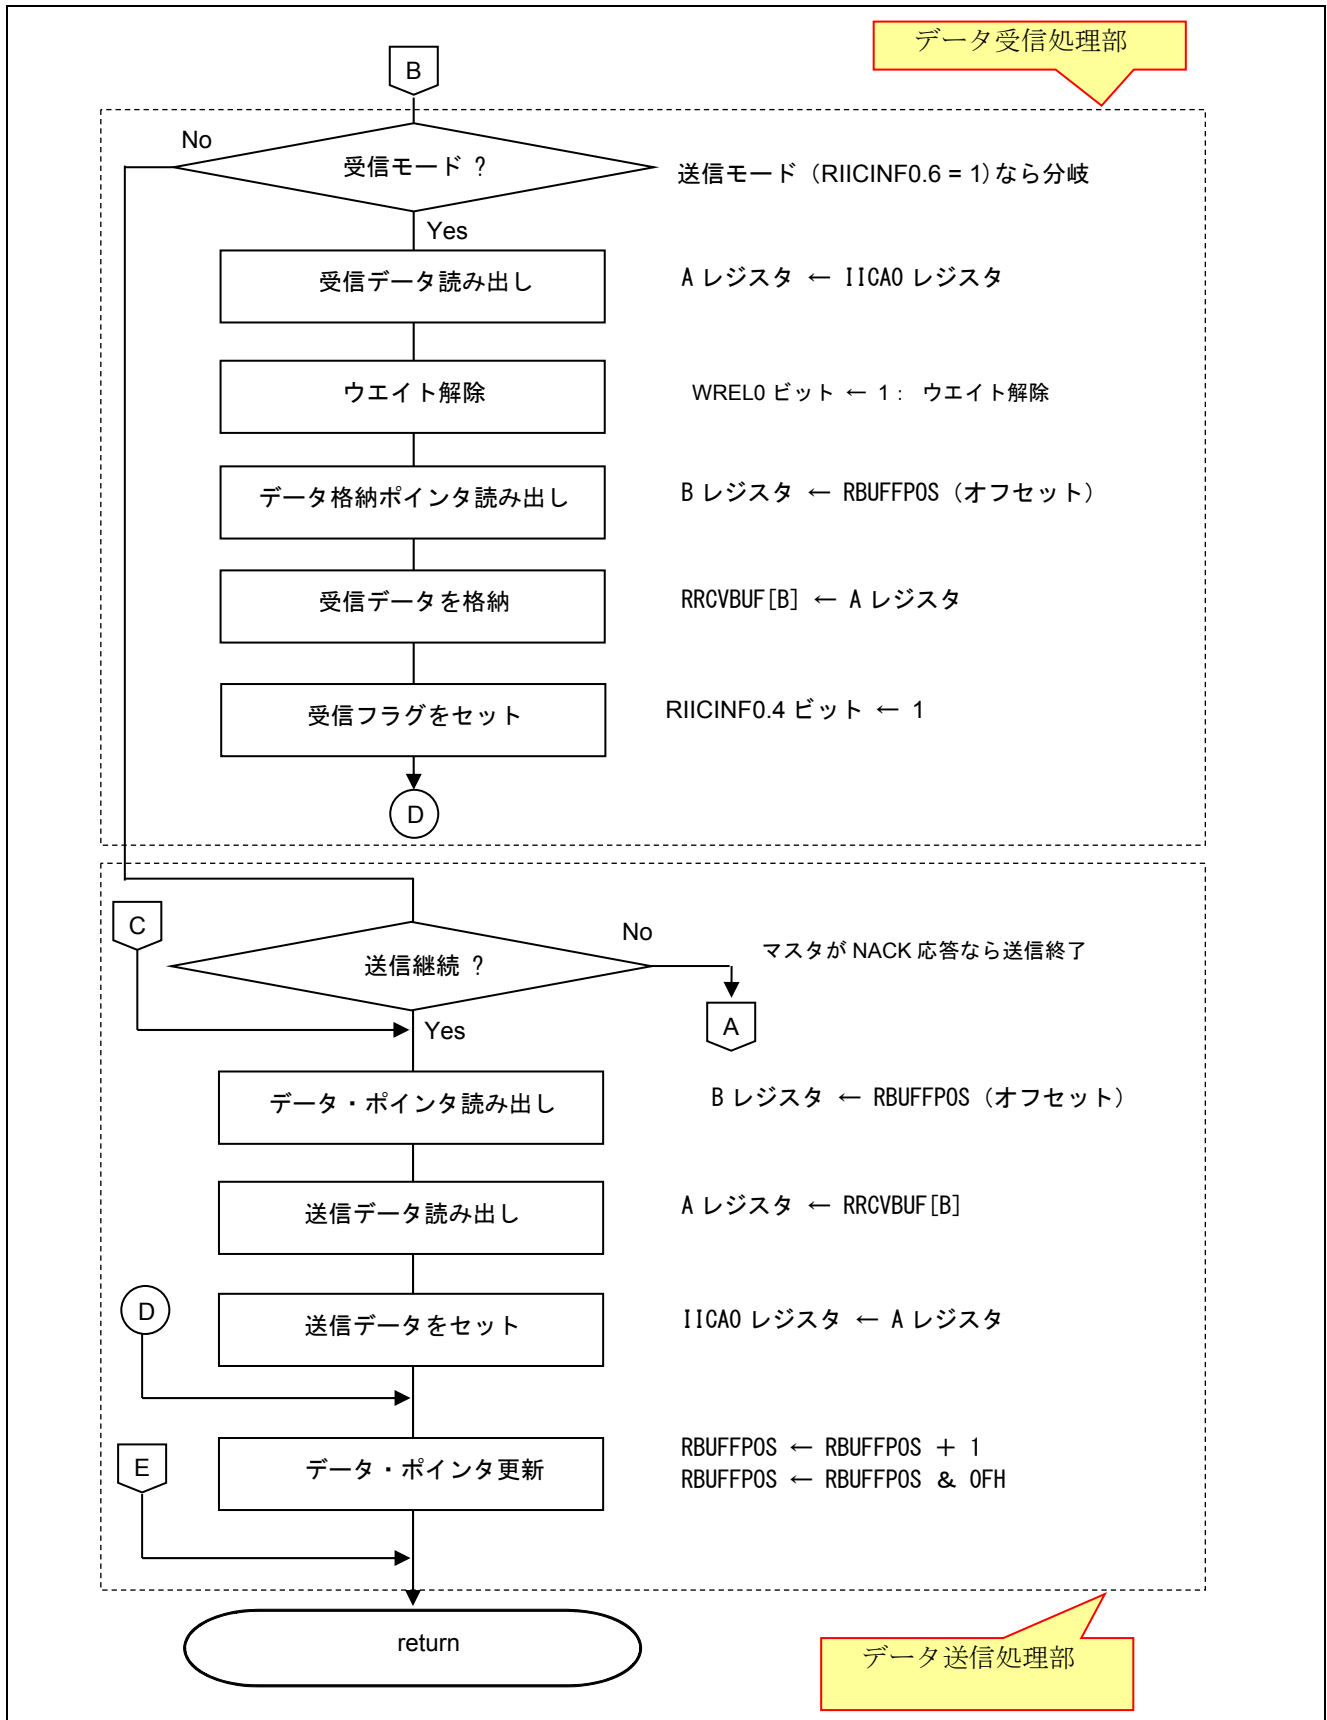 データ受信処理部
B
No
受信モード ?
送信モード (RIICINF0.6 = 1)なら分岐
Yes
受信データ読み出し
A レジスタ ← IICA0 レジスタ
ウエイト解除
WREL0 ビット ← 1 : ウエイト解除
データ格納ポインタ読み出し
B レジスタ ← RBUFFPOS (オフセット)
受信データを格納
RRCVBUF[B] ← A レジスタ
受信フラグをセット
RIICINF0.4 ビット ← 1
D
C
No
送信継続 ?
マスタが NACK 応答なら送信終了
A
Yes
データ・ポインタ読み出し
B レジスタ ← RBUFFPOS (オフセット)
送信データ読み出し
A レジスタ ← RRCVBUF[B]
D
送信データをセット
IICA0 レジスタ ← A レジスタ
E
データ・ポインタ更新
RBUFFPOS ← RBUFFPOS + 1
RBUFFPOS ← RBUFFPOS & 0FH
return
データ送信処理部